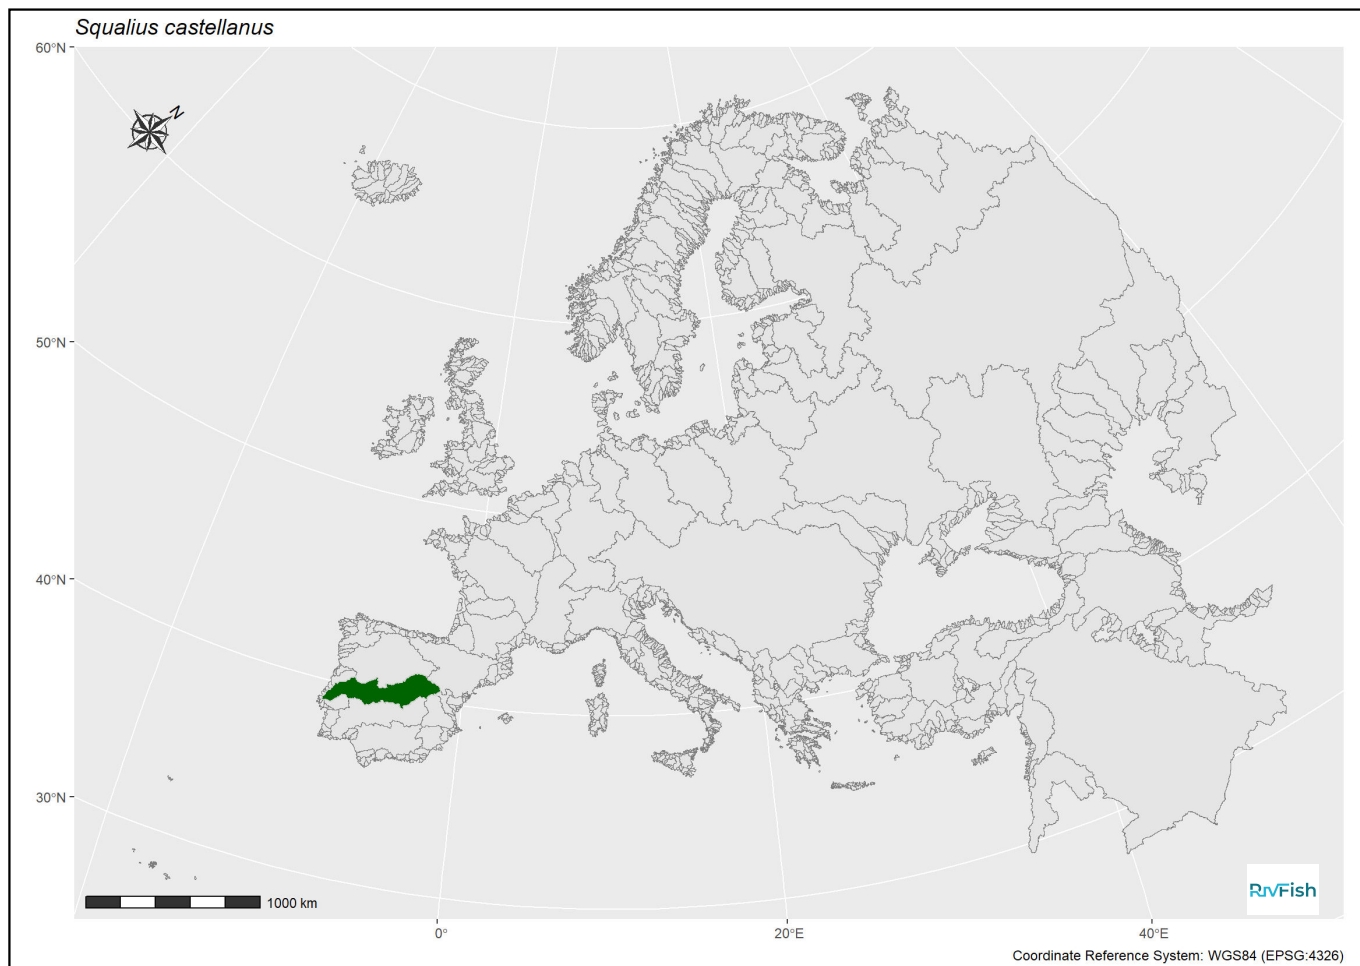 Squalius castellanus
60°N
N
50°N
40°N
30°N
1000 km
RIVFisH
0°
20°E
40°E
Coordinate Reference System: WGS84 (EPSG:4326)